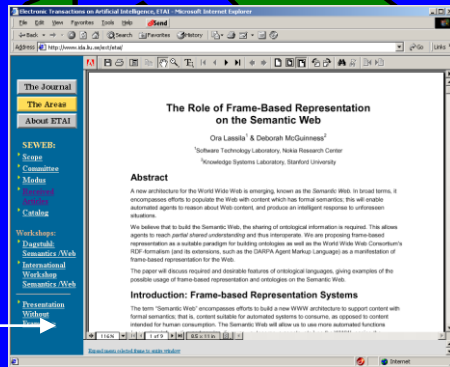 Electronic Transactions on Artificial Intelligence, ETAI - Microsoft Internet Explorer
File Edit View Favorites Tools Help Send
Back Search Favorites History
Address http://www.ida.liu.se/ext/etai/ Go Links
The Journal
The Areas
About ETAI
SEWEB:
Scope
Committee
Modus
Received
Articles
Catalog
Workshops:
Dagstuhl:
Semantics /Web
International
Workshop
Semantics /Web
Presentation
Without
The Role of Frame-Based Representation
on the Semantic Web
Ora Lassila1 & Deborah McGuinness2
1Software Technology Laboratory, Nokia Research Center
2Knowledge Systems Laboratory, Stanford University
Abstract
A new architecture for the World Wide Web is emerging, known as the Semantic Web. In broad terms, it
encompasses efforts to populate the Web with content which has formal semantics; this will enable
automated agents to reason about Web content, and produce an intelligent response to unforeseen
situations.
We believe that to build the Semantic Web, the sharing of ontological information is required. This allows
agents to reach partial shared understanding and thus interoperate. We are proposing frame-based
representation as a suitable paradigm for building ontologies as well as the World Wide Web Consortium's
RDF-formalism (and its extensions, such as the DARPA Agent Markup Language) as a manifestation of
frame-based representation for the Web.
The paper will discuss required and desirable features of ontological languages, giving examples of the
possible usage of frame-based representation and ontologies on the Semantic Web.
Introduction: Frame-based Representation Systems
The term "Semantic Web" encompasses efforts to build a new WWW architecture to support content with
formal semantics; that is, content suitable for automated systems to consume, as opposed to content
intended for human consumption. The Semantic Web will allow us to use more automated functions
116% 1 of 9 8.5 x 11 in
Expand menu selected items to entire window
Internet